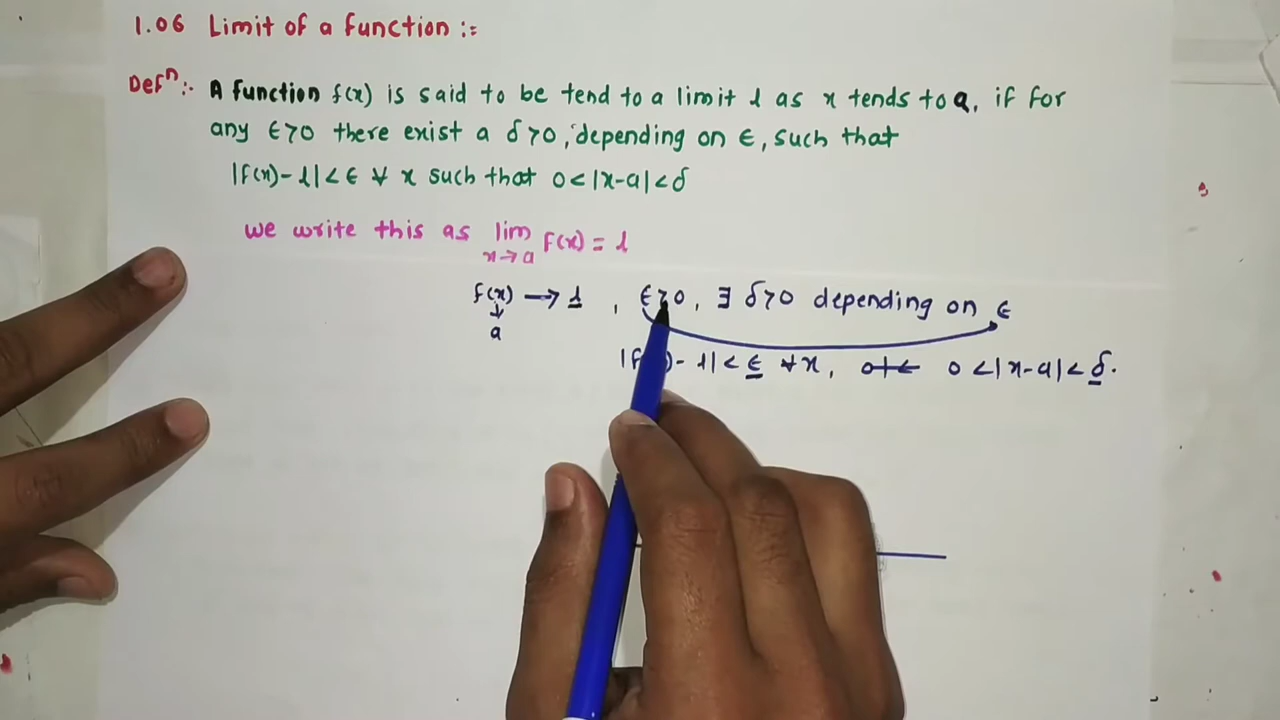 1.06 Limit of a function :-
Defⁿ:- A function f(x) is said to be tend to a limit l as x tends to a, if for
any ϵ>0 there exist a δ>0, depending on ϵ, such that
|f(x)-l|<ϵ ∀ x such that 0<|x-a|<δ
we write this as lim f(x) = l
x→a
f(x) → l , ϵ>0, ∃ δ>0 depending on ϵ
↓
a
- l| < ϵ ∀x, 0 < |x-a| < δ.